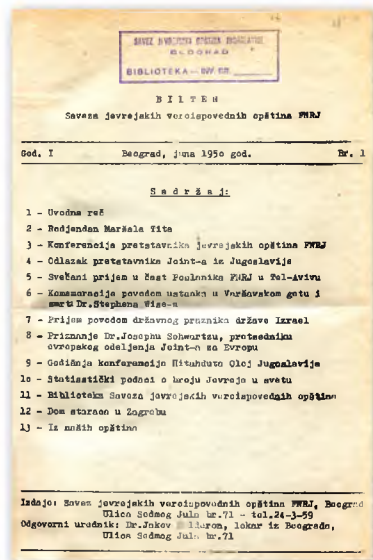 SAVEZ JEVREJSKIH OPŠTINA JUGOSLAVIJE
BEOGRAD
BIBLIOTEKA — INV. BR.
BILTEN
Saveza jevrejskih veroispovednih opština FNRJ
God. I Beograd, juna 1950 god. Br. 1
Sadržaj:
1 - Uvodna reč
2 - Rodjendan Maršala Tita
3 - Konferencija pretstavnika jevrejskih opština FNRJ
4 - Odlazak pretstavnika Joint-a iz Jugoslavije
5 - Svečani prijem u čast Poslanika FNRJ u Tel-Avivu
6 - Komemoracija povodom ustanka u Varšavskom getu i
smrti Dr.Stephena Wise-a
7 - Prijem povodom državnog praznika države Izrael
8 - Priznanje Dr.Josephu Schwartzu, pretsedniku
evropskog odeljenja Joint-a za Evropu
9 - Godišnja konferencija Hitahduta Olej Jugoslavija
10 - Statistički podaci o broju Jevreja u svetu
11 - Biblioteka Saveza jevrejskih veroispovednih opština
12 - Dom staraca u Zagrebu
13 - Iz naših opština
Izdaje: Savez jevrejskih veroispovednih opština FNRJ, Beograd
Ulica Sedmog Jula br.71 - tel.24-3-59
Odgovorni urednik: Dr.Jakov, lekar iz Beograda,
Ulica Sedmog Jula br.71